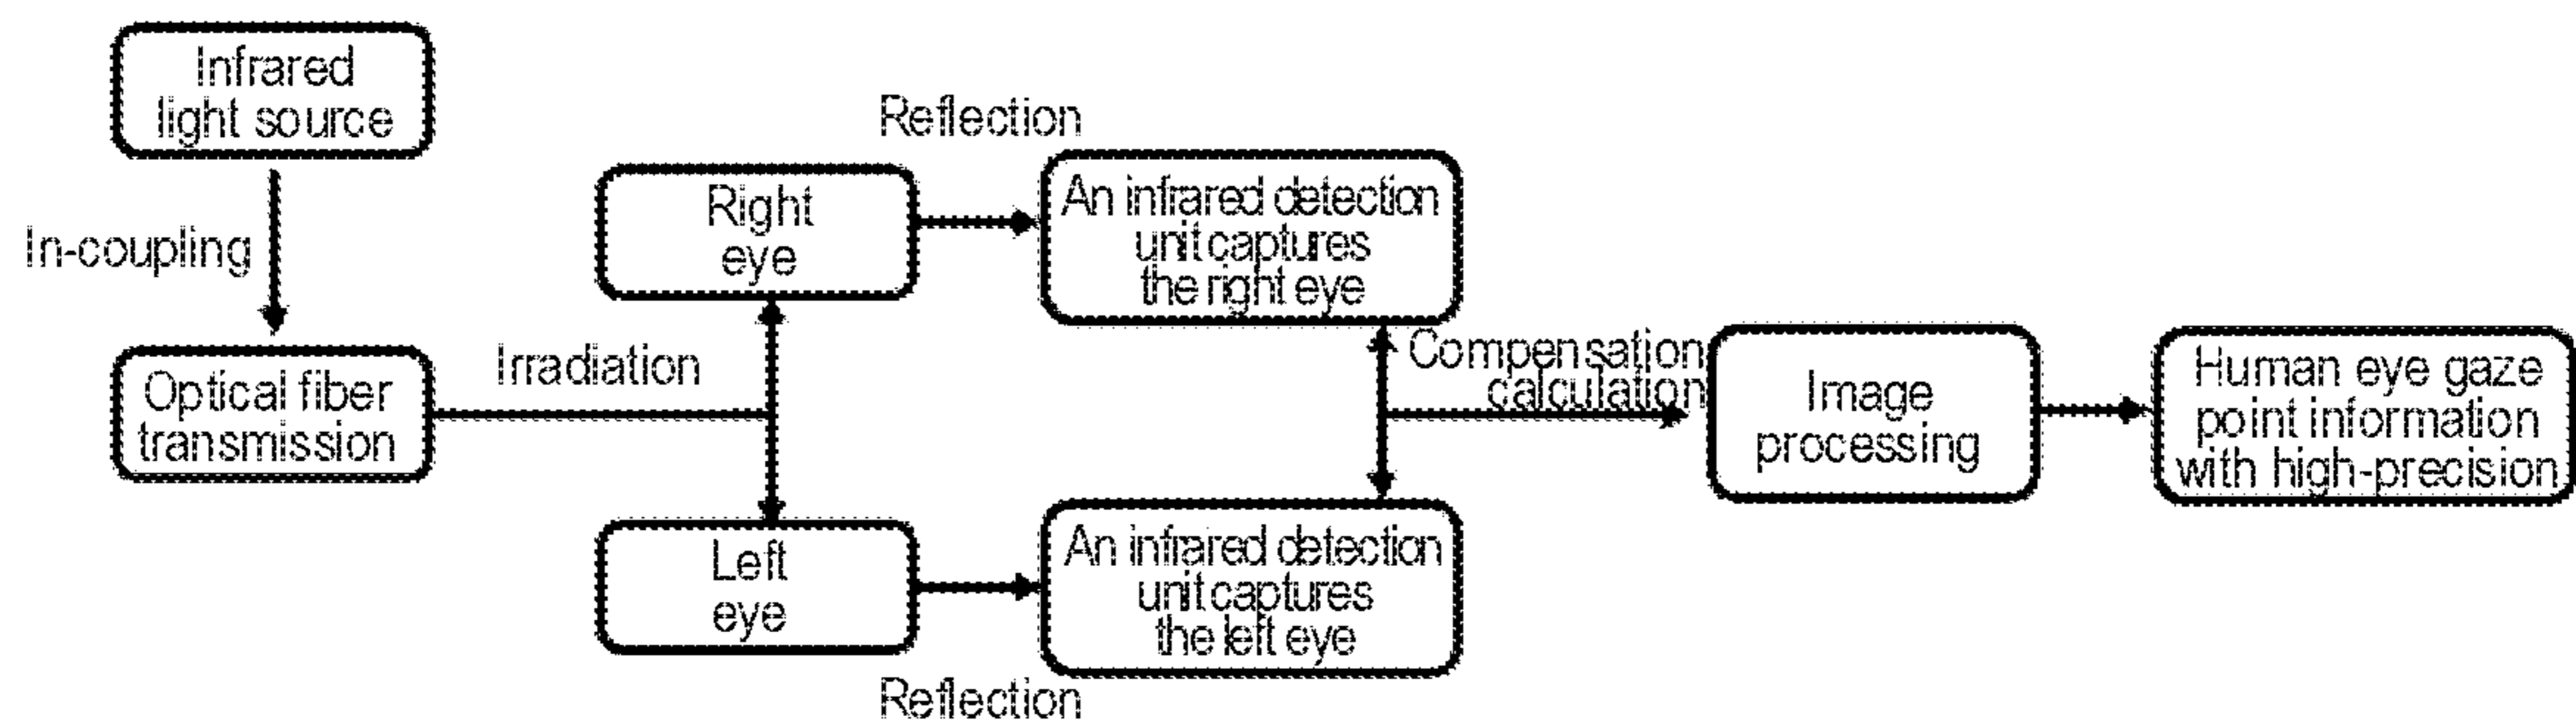 Infrared
light source
In-coupling
Optical fiber
transmission
Irradiation
Right
eye
Left
eye
Reflection
An infrared detection
unit captures
the right eye
An infrared detection
unit captures
the left eye
Reflection
Compensation
calculation
Image
processing
Human eye gaze
point information
with high-precision